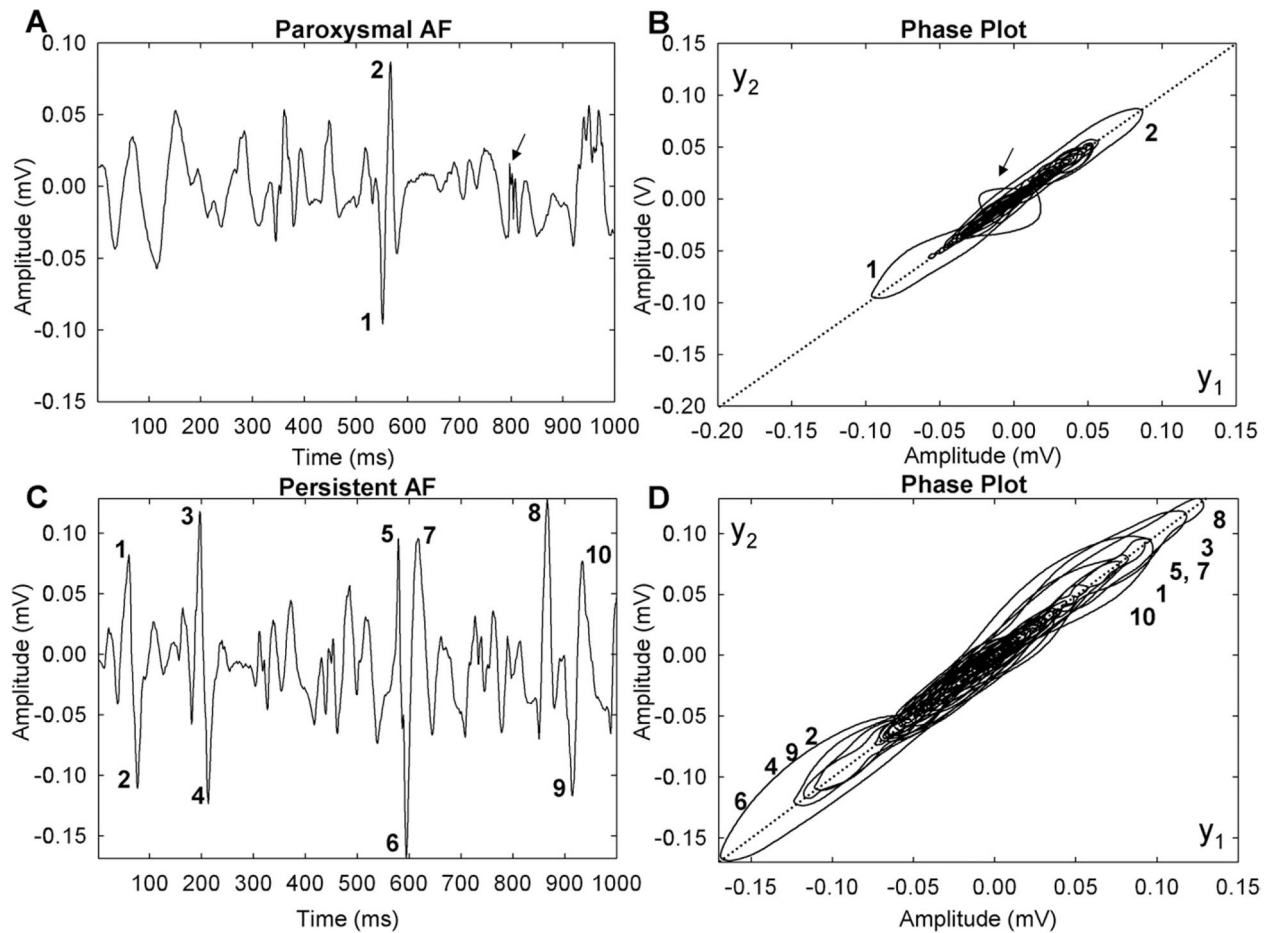 A
Paroxysmal AF
0.10
0.05
0.00
-0.05
-0.10
-0.15
Amplitude (mV)
2
1
100 200 300 400 500 600 700 800 900 1000
Time (ms)
B
Phase Plot
0.15
0.10
0.05
0.00
-0.05
-0.10
-0.15
-0.20
Amplitude (V)
y2
2
1
y1
-0.20 -0.15 -0.10 -0.05 0.00 0.05 0.10 0.15
Amplitude (mV)
C
Persistent AF
0.10
0.05
0.00
-0.05
-0.10
-0.15
Amplitude (mV)
1
3
5
7
8
10
2
4
6
9
100 200 300 400 500 600 700 800 900 1000
Time (ms)
D
Phase Plot
0.10
0.05
0.00
-0.05
-0.10
-0.15
Amplitude (mV)
y2
8
3
5, 7
1
10
2
9
4
6
y1
-0.15 -0.10 -0.05 0.00 0.05 0.10 0.15
Amplitude (mV)